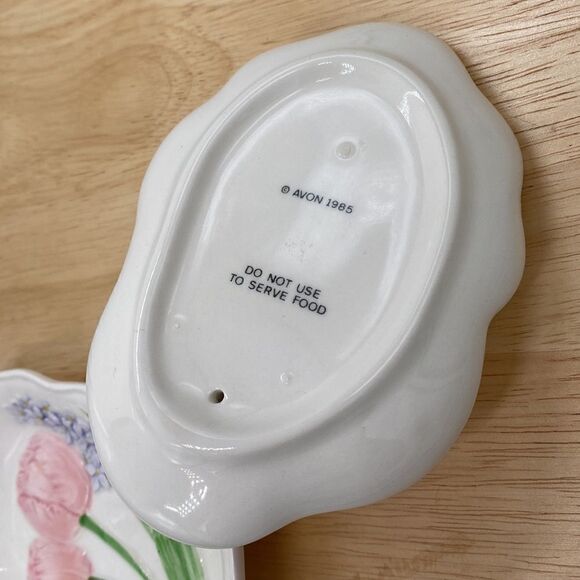 © AVON 1985
DO NOT USE
TO SERVE FOOD